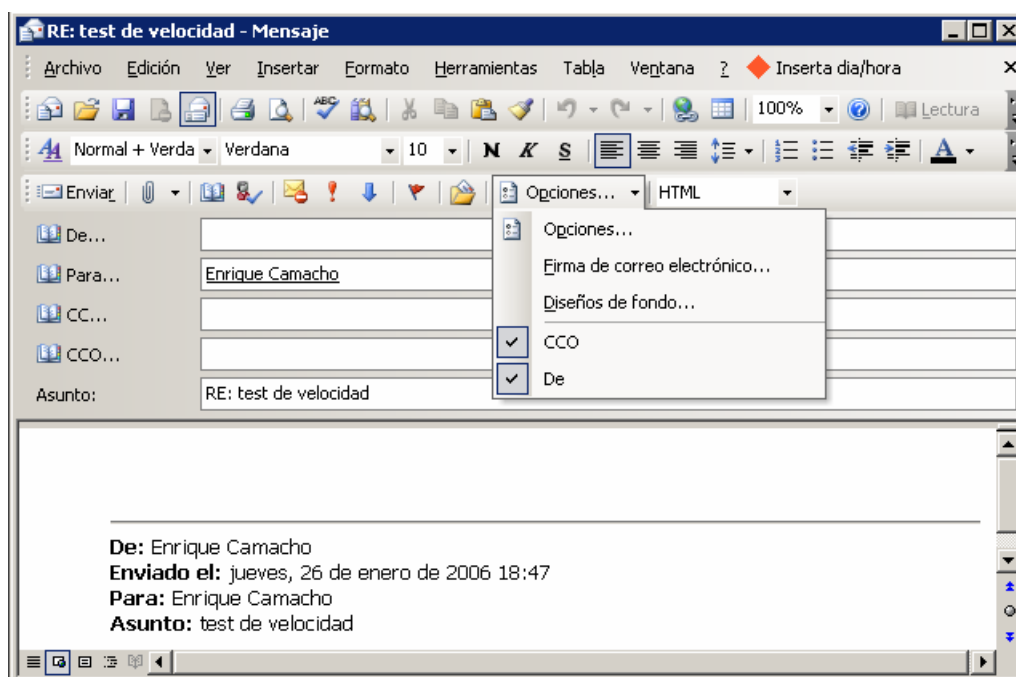 RE: test de velocidad - Mensaje
Archivo Edición Ver Insertar Formato Herramientas Tabla Ventana ? Inserta dia/hora
ABC 100% Lectura
Normal + Verda Verdana 10 N K S A
Enviar Opciones... HTML
De...
Opciones...
Para... Enrique Camacho
Firma de correo electrónico...
CC...
Diseños de fondo...
CCO...
CCO
Asunto: RE: test de velocidad
De
De: Enrique Camacho
Enviado el: jueves, 26 de enero de 2006 18:47
Para: Enrique Camacho
Asunto: test de velocidad